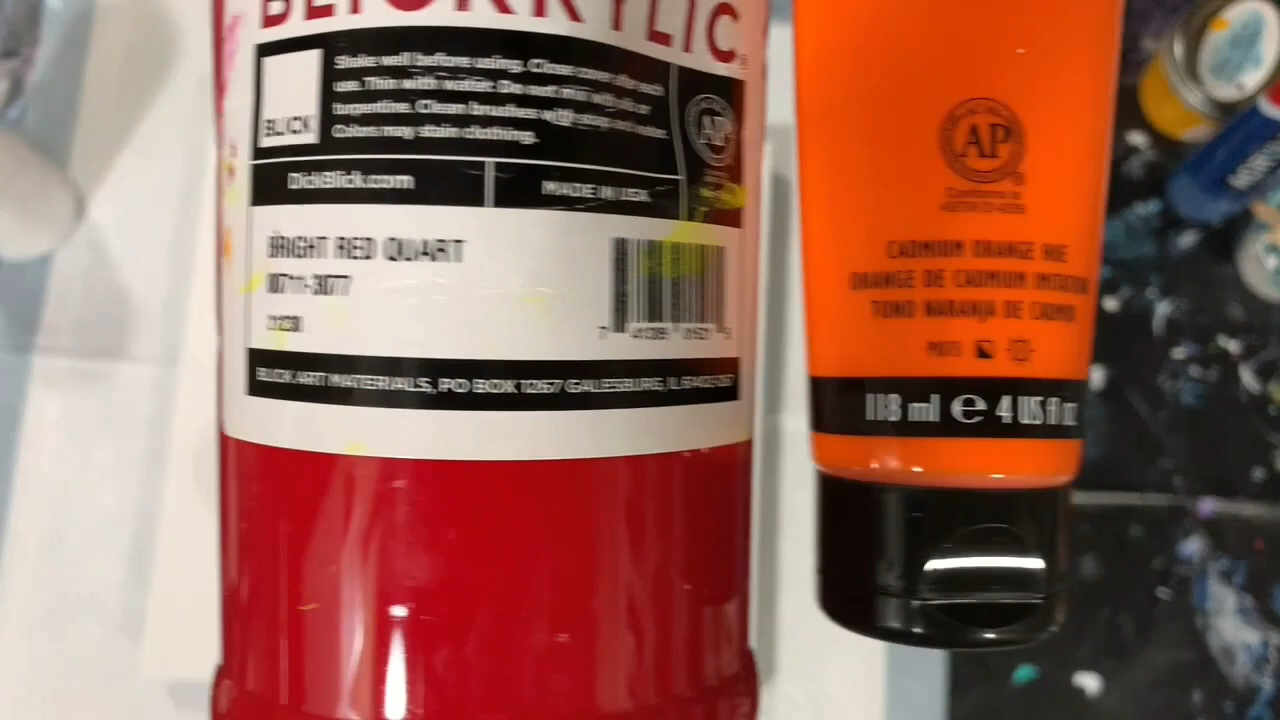 BLICKRYLIC
Shake well before using. Close cover after each
use. Thin with water. Do not mix with oil or
turpentine. Clean brushes with soap and water.
Colors may stain clothing.
BLICK
AP
DickBlick.com
MADE IN USA
BRIGHT RED QUART
00711-3077
BLICK ART MATERIALS, PO BOX 1267 GALESBURG, IL
AP
CADMIUM ORANGE HUE
ORANGE DE CADMIUM IMITATION
TONO NARANJA DE CADMIO
118 ml e 4 US fl oz